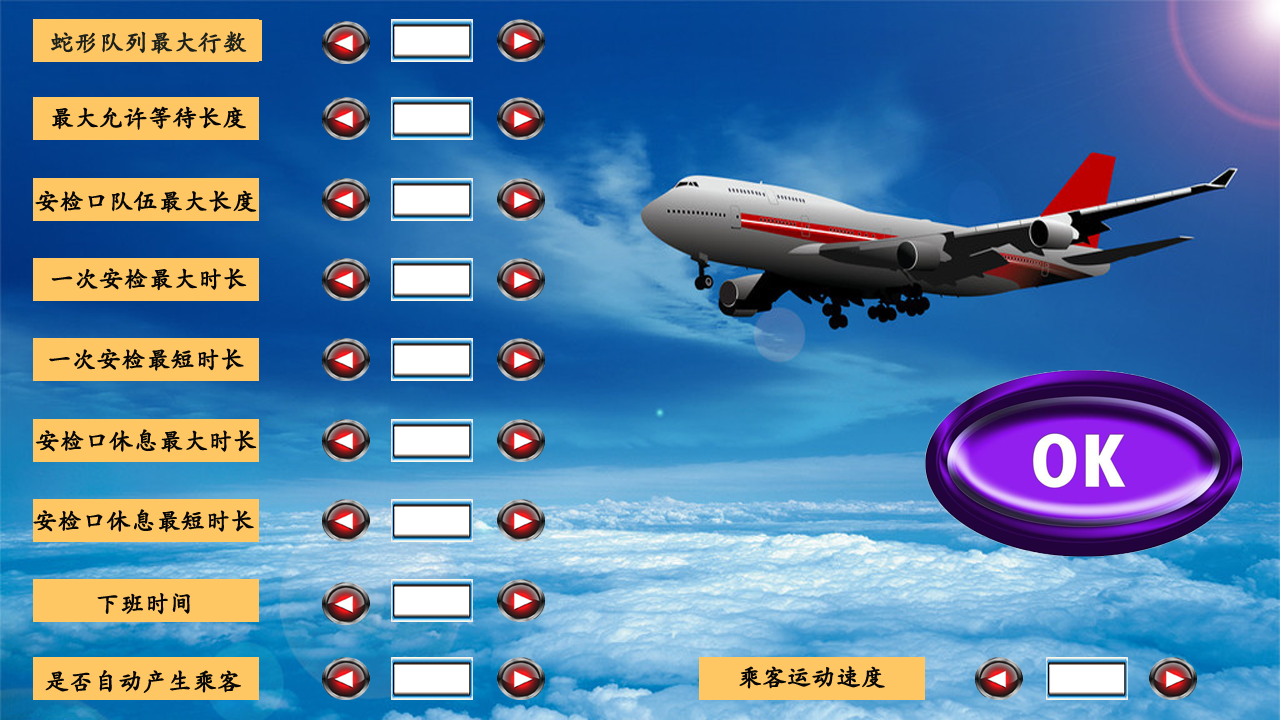 蛇形队列最大行数
最大允许等待长度
安检口队伍最大长度
一次安检最大时长
一次安检最短时长
安检口休息最大时长
OK
安检口休息最短时长
下班时间
是否自动产生乘客
乘客运动速度